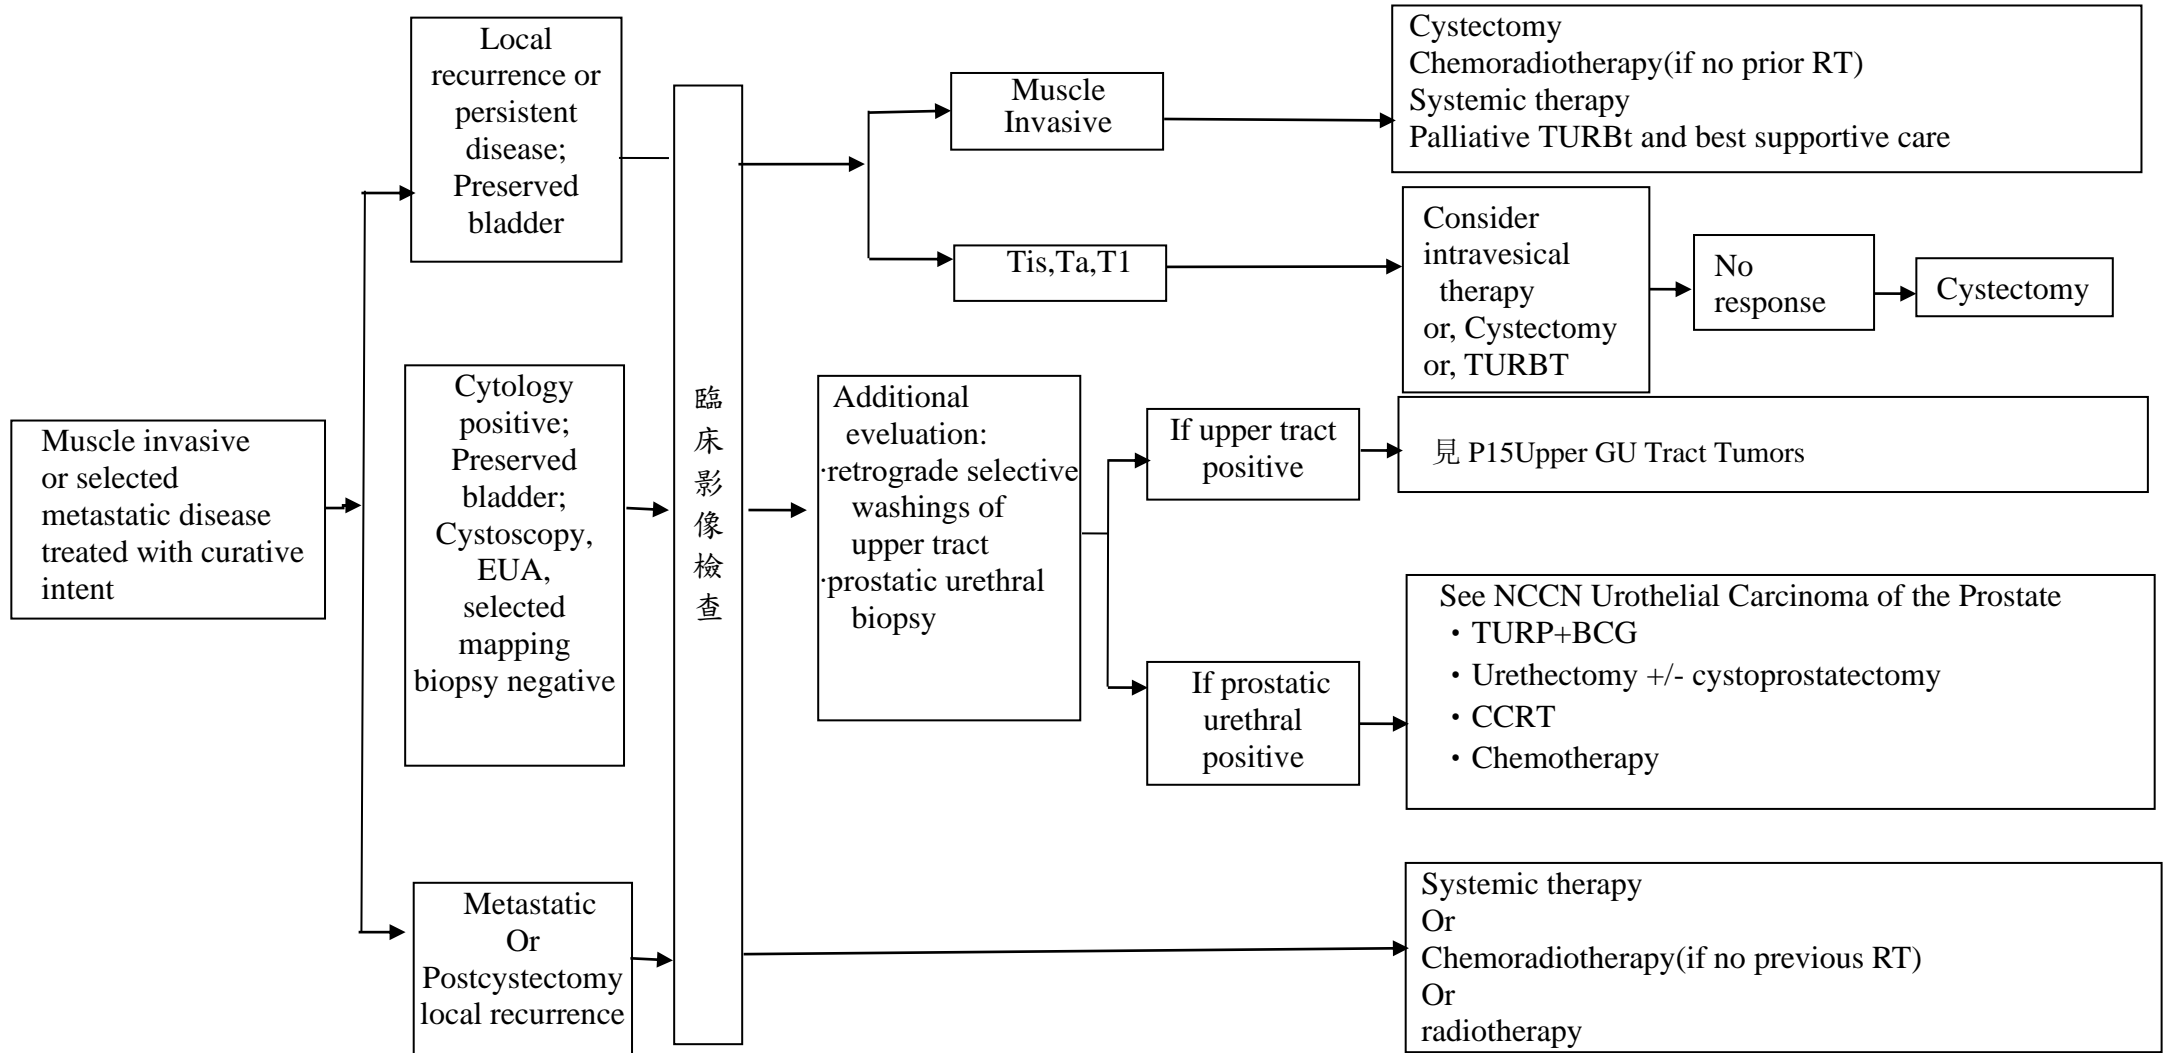 Muscle invasive
or selected
metastatic disease
treated with curative
intent
Local
recurrence or
persistent
disease;
Preserved
bladder
Cytology
positive;
Preserved
bladder;
Cystoscopy,
EUA,
selected
mapping
biopsy negative
Metastatic
Or
Postcystectomy
local recurrence
臨
床
影
像
檢
查
Muscle
Invasive
Cystectomy
Chemoradiotherapy(if no prior RT)
Systemic therapy
Palliative TURBt and best supportive care
Tis,Ta,T1
Consider
intravesical
therapy
or, Cystectomy
or, TURBT
No
response
Cystectomy
Additional
eveluation:
·retrograde selective
washings of
upper tract
·prostatic urethral
biopsy
If upper tract
positive
見 P15Upper GU Tract Tumors
If prostatic
urethral
positive
See NCCN Urothelial Carcinoma of the Prostate
・TURP+BCG
・Urethectomy +/- cystoprostatectomy
・CCRT
・Chemotherapy
Systemic therapy
Or
Chemoradiotherapy(if no previous RT)
Or
radiotherapy